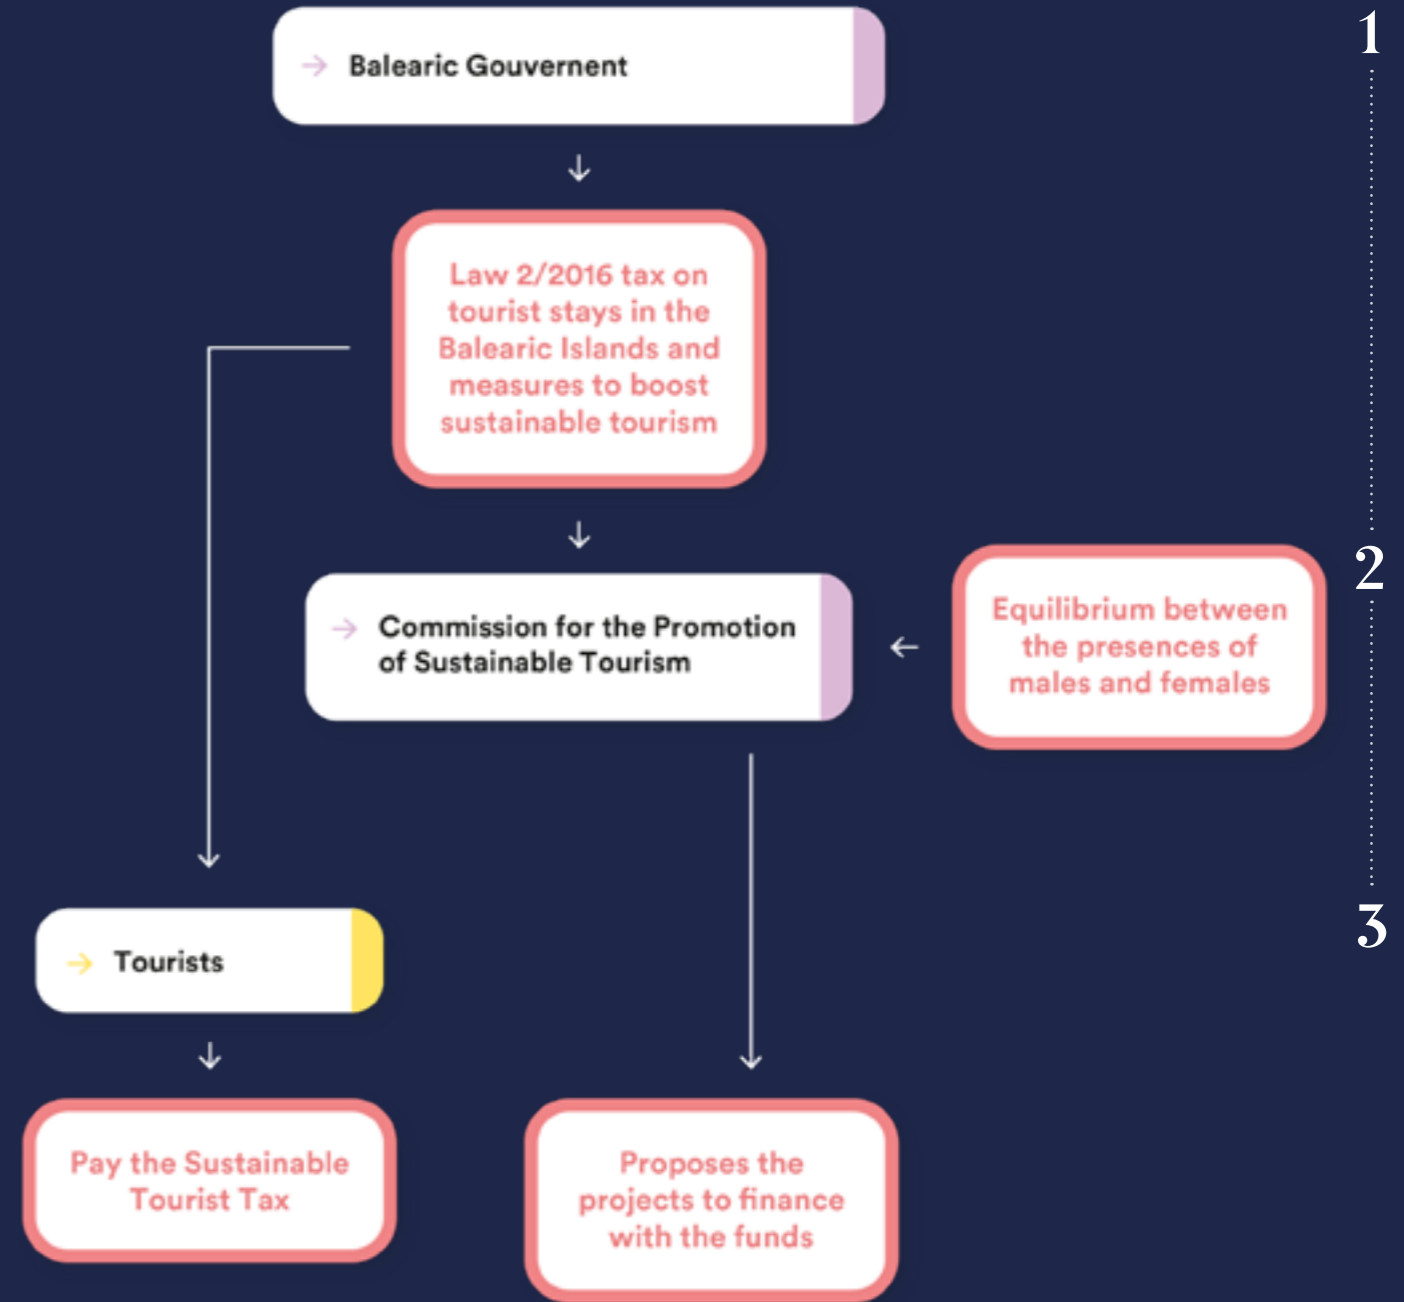 1
Balearic Gouvernent
Law 2/2016 tax on
tourist stays in the
Balearic Islands and
measures to boost
sustainable tourism
2
Commission for the Promotion
of Sustainable Tourism
Equilibrium between
the presences of
males and females
3
Tourists
Pay the Sustainable
Tourist Tax
Proposes the
projects to finance
with the funds